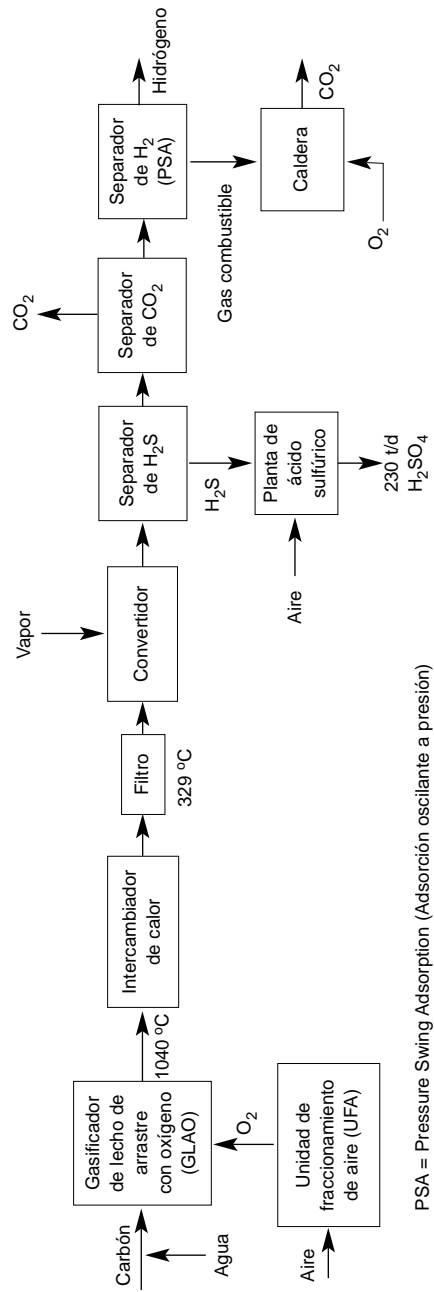 Carbón
Agua
Gasificador
de lecho de
arrastre
con oxígeno
(GLAO)
O2
Aire
Unidad de
fraccionamiento
de aire (UFA)
1040 ºC
Intercambiador
de calor
Filtro
329 ºC
Vapor
Convertidor
Separador
de H2S
H2S
Aire
Planta de
ácido
sulfúrico
230 t/d
H2SO4
CO2
Separador
de CO2
Separador
de H2
(PSA)
Hidrógeno
Gas combustible
Caldera
O2
CO2
PSA = Pressure Swing Adsorption (Adsorción oscilante a presión)